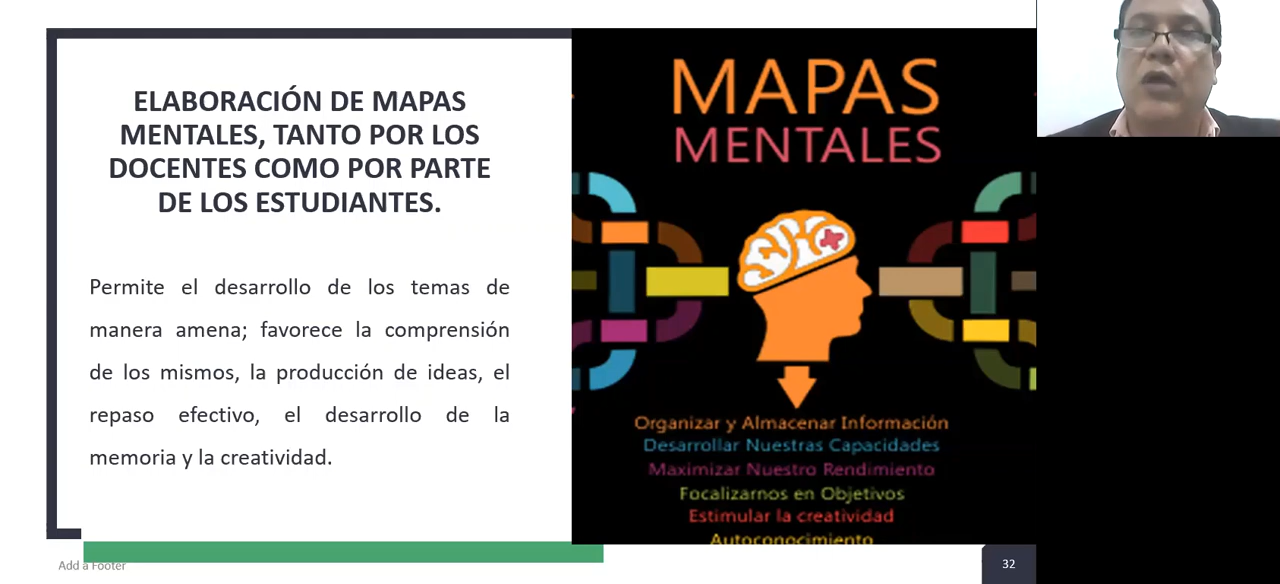 ELABORACIÓN DE MAPAS
MENTALES, TANTO POR LOS
DOCENTES COMO POR PARTE
DE LOS ESTUDIANTES.
Permite el desarrollo de los temas de
manera amena; favorece la comprensión
de los mismos, la producción de ideas, el
repaso efectivo, el desarrollo de la
memoria y la creatividad.
MAPAS
MENTALES
Organizar y Almacenar Información
Desarrollar Nuestras Capacidades
Maximizar Nuestro Rendimiento
Focalizarnos en Objetivos
Estimular la creatividad
Autoconocimiento
Add a Footer
32